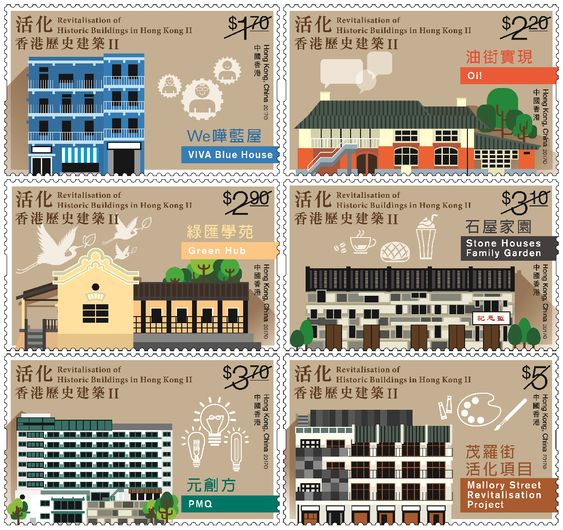 活化 Revitalisation of
Historic Buildings in Hong Kong II
香港歷史建築 II
$1.70
Hong Kong, China 2017
中國香港
We嘩藍屋
VIVA Blue House
活化 Revitalisation of
Historic Buildings in Hong Kong II
香港歷史建築 II
$2.20
Hong Kong, China 2017
中國香港
油街實現
Oi!
活化 Revitalisation of
Historic Buildings in Hong Kong II
香港歷史建築 II
$2.90
Hong Kong, China 2017
中國香港
綠匯學苑
Green Hub
活化 Revitalisation of
Historic Buildings in Hong Kong II
香港歷史建築 II
$3.10
Hong Kong, China 2017
中國香港
石屋家園
Stone Houses
Family Garden
記恩藍
活化 Revitalisation of
Historic Buildings in Hong Kong II
香港歷史建築 II
$3.70
Hong Kong, China 2017
中國香港
元創方
PMQ
活化 Revitalisation of
Historic Buildings in Hong Kong II
香港歷史建築 II
$5
Hong Kong, China 2017
中國香港
茂羅街
活化項目
Mallory Street
Revitalisation
Project